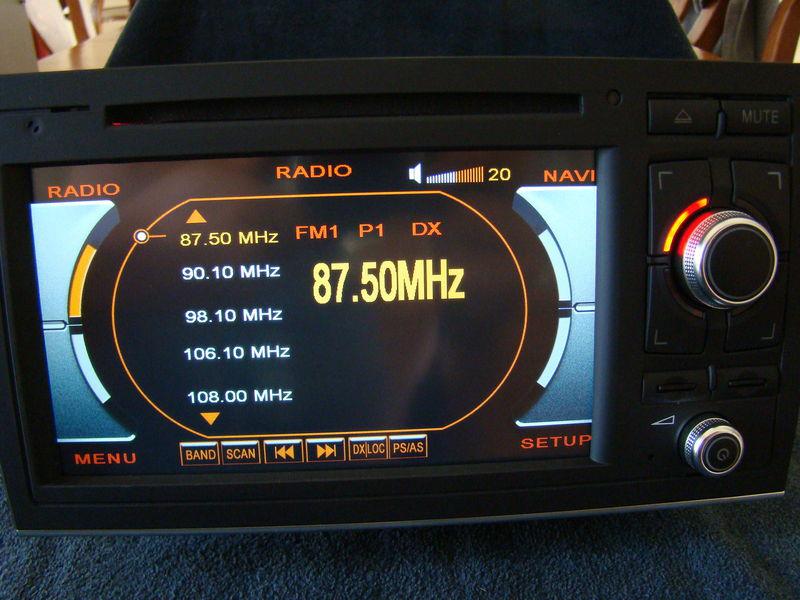 MUTE
RADIO
20
RADIO
NAVI
87.50 MHz
FM1 P1 DX
90.10 MHz
87.50MHz
98.10 MHz
106.10 MHz
108.00 MHz
BAND SCAN DX|LOC PS/AS
MENU
SETUP